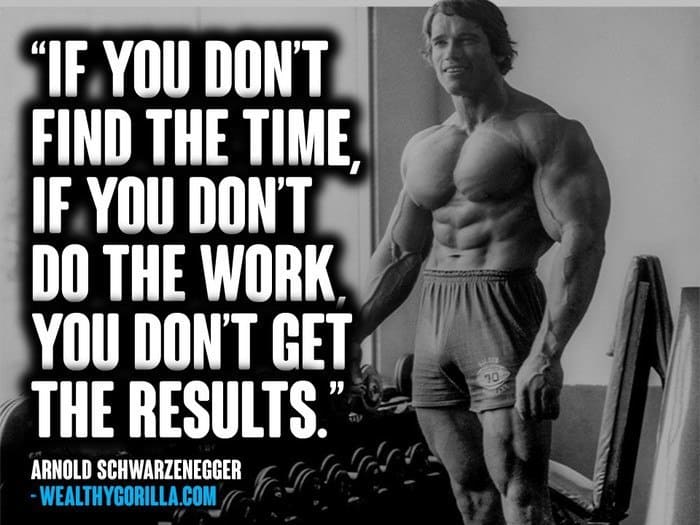 “IF YOU DON’T
FIND THE TIME,
IF YOU DON’T
DO THE WORK,
YOU DON’T GET
THE RESULTS.”
ARNOLD SCHWARZENEGGER
- WEALTHYGORILLA.COM
70